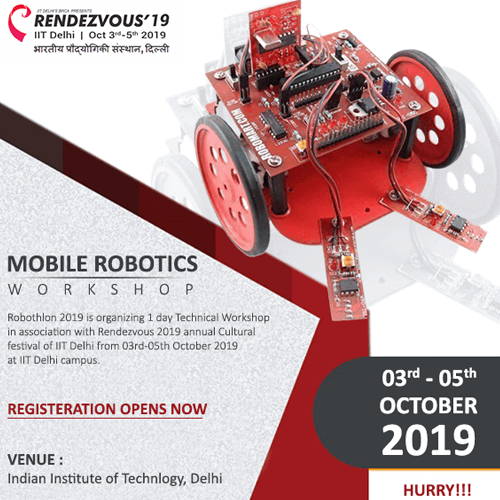 IIT DELHI'S BRCA PRESENTS
RENDEZVOUS'19
IIT Delhi | Oct 3rd-5th 2019
भारतीय प्रौद्योगिकी संस्थान, दिल्ली
ROBOMART.COM
MOBILE ROBOTICS
WORKSHOP
Robothlon 2019 is organizing 1 day Technical Workshop
in association with Rendezvous 2019 annual Cultural
festival of IIT Delhi from 03rd-05th October 2019
at IIT Delhi campus.
REGISTERATION OPENS NOW
VENUE :
Indian Institute of Technlogy, Delhi
03rd - 05th
OCTOBER
2019
HURRY!!!